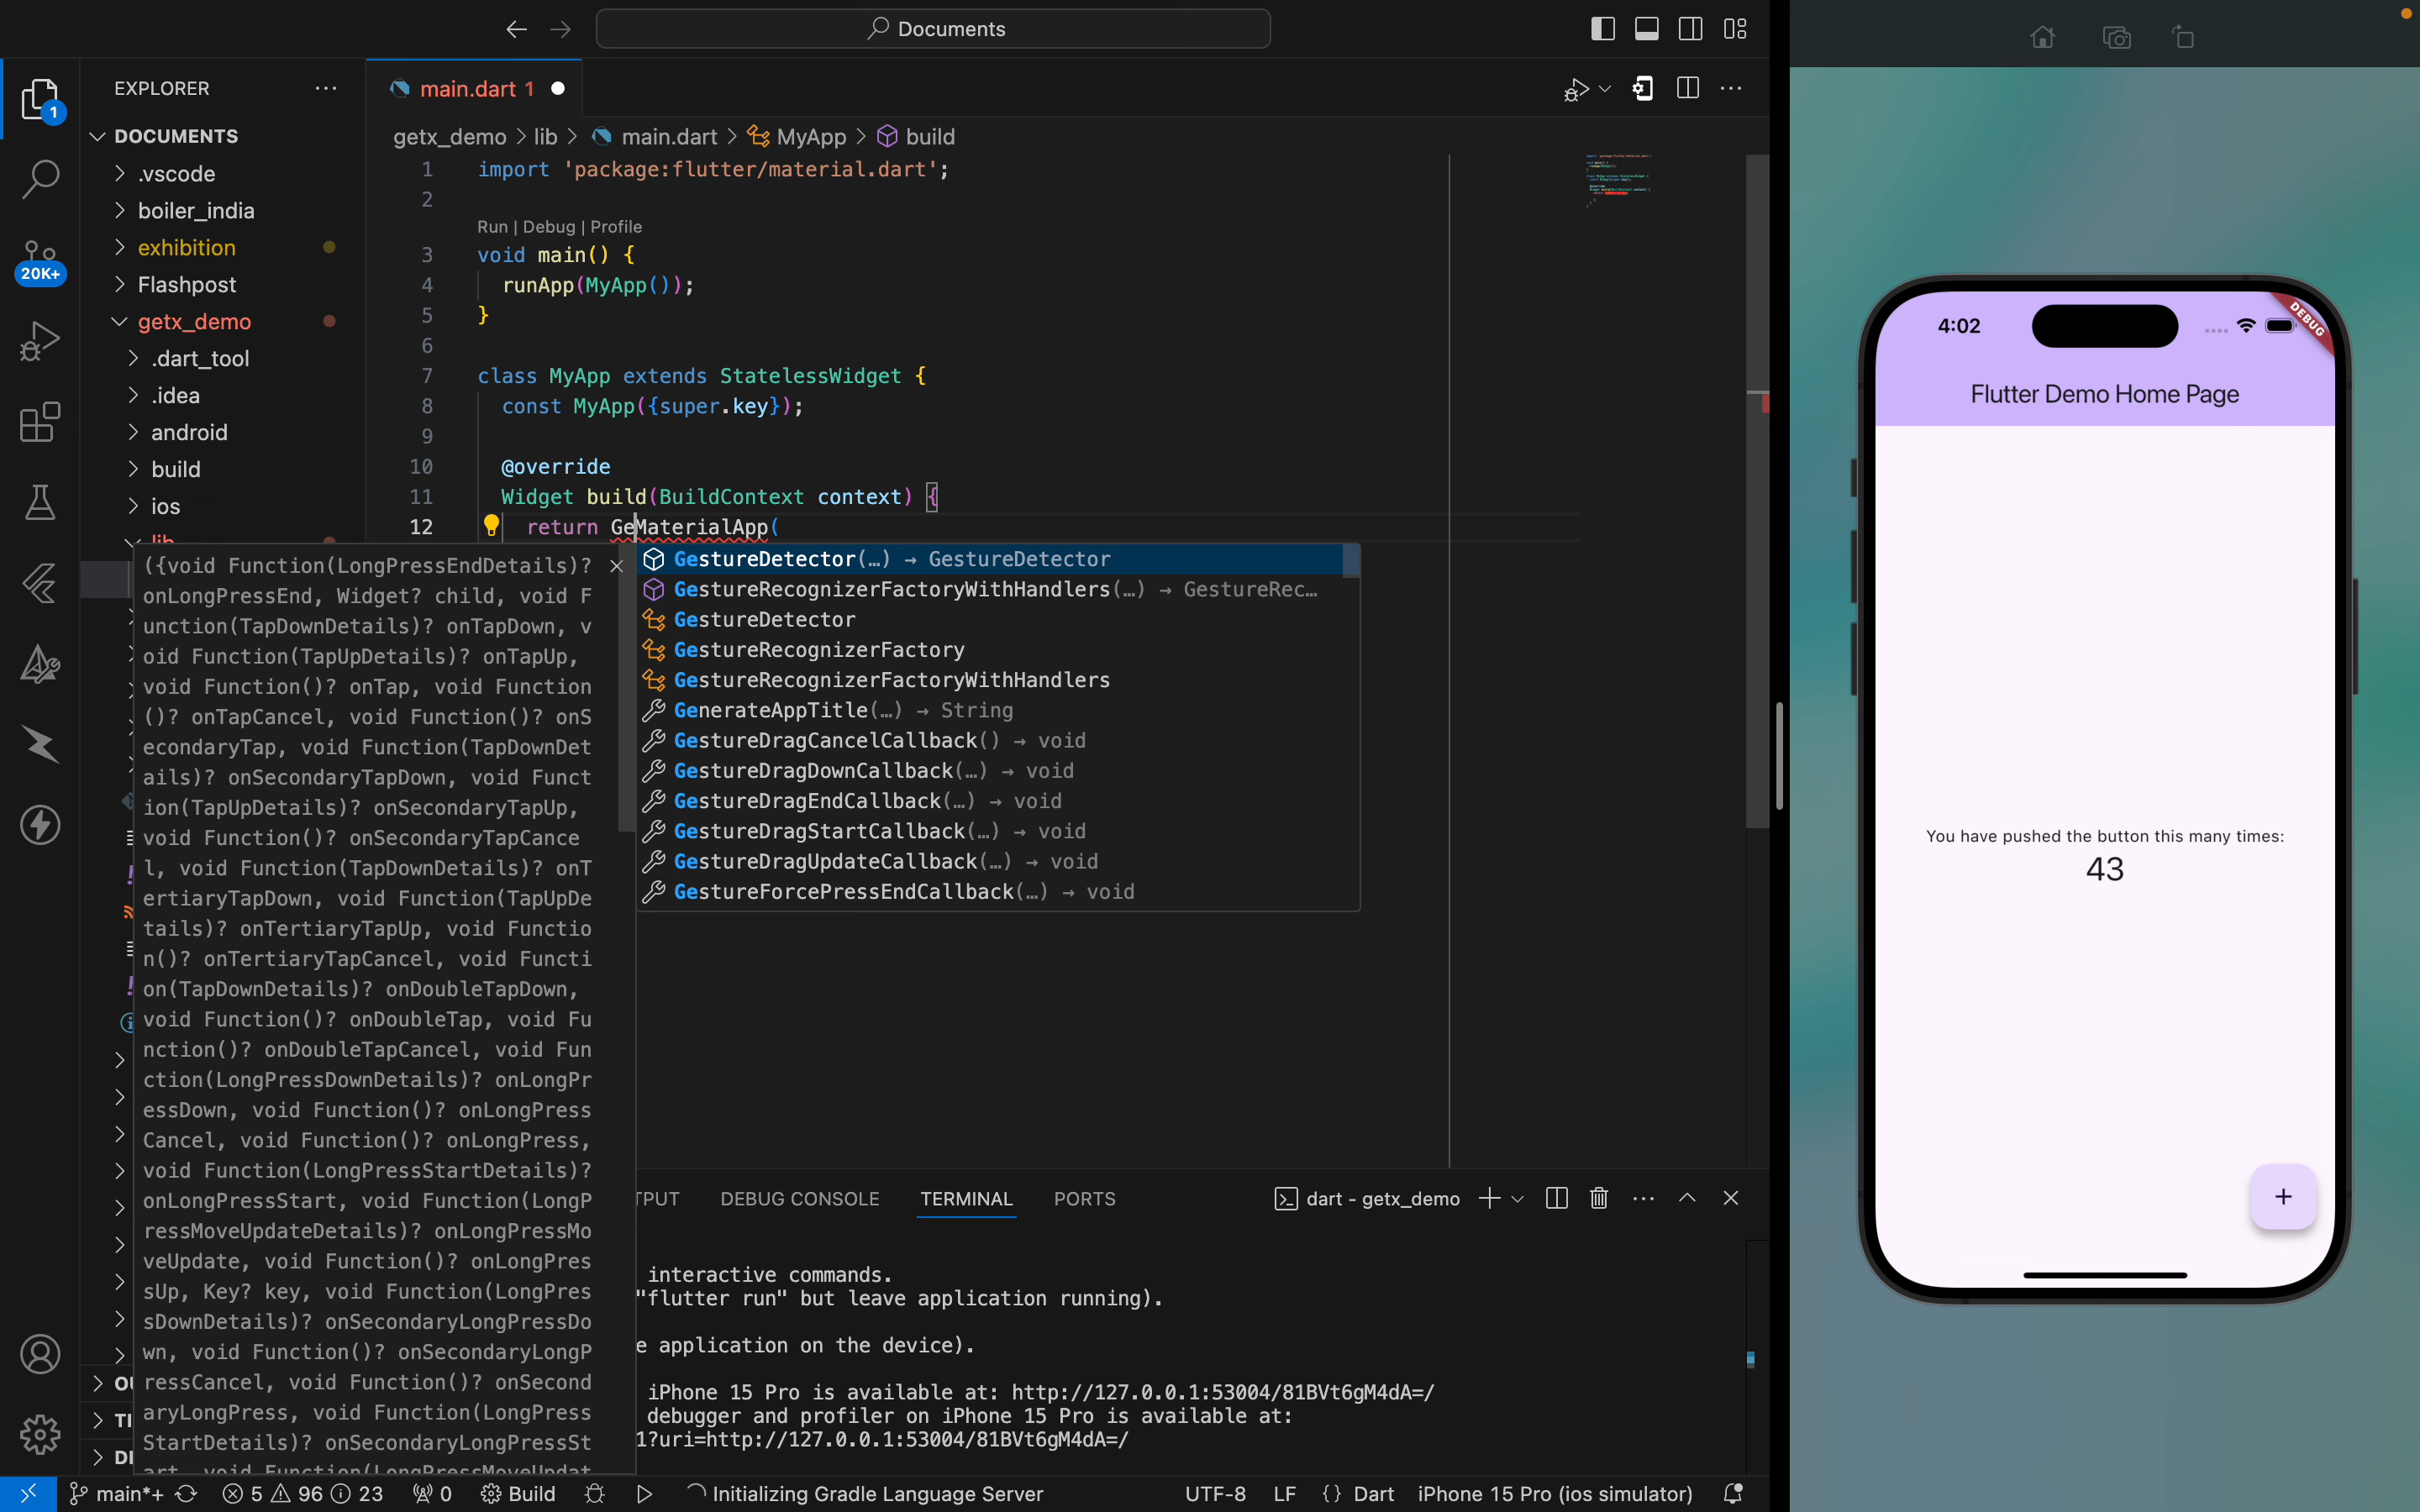 Documents
EXPLORER
main.dart 1
DOCUMENTS
getx_demo > lib > main.dart > MyApp > build
.vscode
boiler_india
exhibition
Flashpost
getx_demo
.dart_tool
.idea
android
build
ios
lib
1
20K+
1 import 'package:flutter/material.dart';
2
Run | Debug | Profile
3 void main() {
4 runApp(MyApp());
5 }
6
7 class MyApp extends StatelessWidget {
8 const MyApp({super.key});
9
10 @override
11 Widget build(BuildContext context) {
12 return GeMaterialApp(
({void Function(LongPressEndDetails)?
onLongPressEnd, Widget? child, void F
unction(TapDownDetails)? onTapDown, v
oid Function(TapUpDetails)? onTapUp,
void Function()? onTap, void Function
()? onTapCancel, void Function()? onS
econdaryTap, void Function(TapDownDet
ails)? onSecondaryTapDown, void Funct
ion(TapUpDetails)? onSecondaryTapUp,
void Function()? onSecondaryTapCance
l, void Function(TapDownDetails)? onT
ertiaryTapDown, void Function(TapUpDe
tails)? onTertiaryTapUp, void Functio
n()? onTertiaryTapCancel, void Functi
on(TapDownDetails)? onDoubleTapDown,
void Function()? onDoubleTap, void Fu
nction()? onDoubleTapCancel, void Fun
ction(LongPressDownDetails)? onLongPr
essDown, void Function()? onLongPress
Cancel, void Function()? onLongPress,
void Function(LongPressStartDetails)?
onLongPressStart, void Function(LongP
ressMoveUpdateDetails)? onLongPressMo
veUpdate, void Function()? onLongPres
sUp, Key? key, void Function(LongPres
sDownDetails)? onSecondaryLongPressDo
wn, void Function()? onSecondaryLongP
ressCancel, void Function()? onSecond
aryLongPress, void Function(LongPress
StartDetails)? onSecondaryLongPressSt
art, void Function(LongPressMoveUpdat
GestureDetector(…) → GestureDetector
GestureRecognizerFactoryWithHandlers(…) → GestureRec…
GestureDetector
GestureRecognizerFactory
GestureRecognizerFactoryWithHandlers
GenerateAppTitle(…) → String
GestureDragCancelCallback() → void
GestureDragDownCallback(…) → void
GestureDragEndCallback(…) → void
GestureDragStartCallback(…) → void
GestureDragUpdateCallback(…) → void
GestureForcePressEndCallback(…) → void
TPUT DEBUG CONSOLE TERMINAL PORTS
dart - getx_demo
interactive commands.
"flutter run" but leave application running).
e application on the device).
iPhone 15 Pro is available at: http://127.0.0.1:53004/81BVt6gM4dA=/
debugger and profiler on iPhone 15 Pro is available at:
1?uri=http://127.0.0.1:53004/81BVt6gM4dA=/
main*+ 5 96 23 0 Build Initializing Gradle Language Server
UTF-8 LF {} Dart iPhone 15 Pro (ios simulator)
4:02
DEBUG
Flutter Demo Home Page
You have pushed the button this many times:
43
+